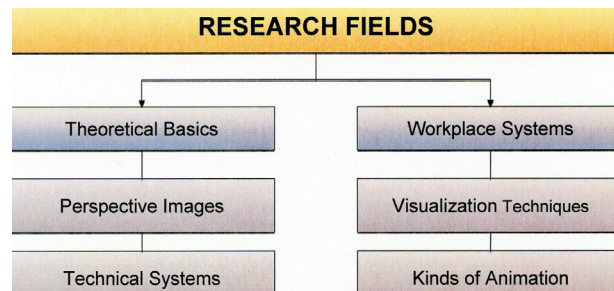 RESEARCH FIELDS
Theoretical Basics
Workplace Systems
Perspective Images
Visualization Techniques
Technical Systems
Kinds of Animation